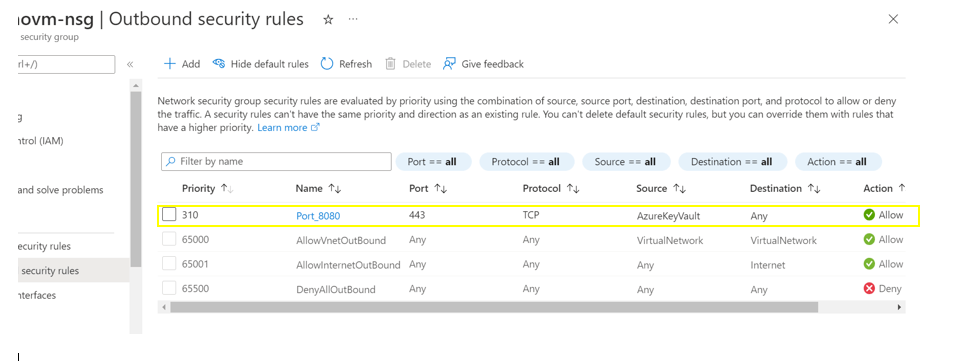 novm-nsg | Outbound security rules
security group
rl+/)
Add Hide default rules Refresh Delete Give feedback
Network security group security rules are evaluated by priority using the combination of source, source port, destination, destination port, and protocol to allow or deny
the traffic. A security rules can't have the same priority and direction as an existing rule. You can't delete default security rules, but you can override them with rules that
have a higher priority. Learn more
g
ontrol (IAM)
and solve problems
ecurity rules
security rules
nterfaces
Filter by name
Port == all Protocol == all Source == all Destination == all Action == all
Priority Name Port Protocol Source Destination Action
310 Port_8080 443 TCP AzureKeyVault Any Allow
65000 AllowVnetOutBound Any Any VirtualNetwork VirtualNetwork Allow
65001 AllowInternetOutBound Any Any Any Internet Allow
65500 DenyAllOutBound Any Any Any Any Deny